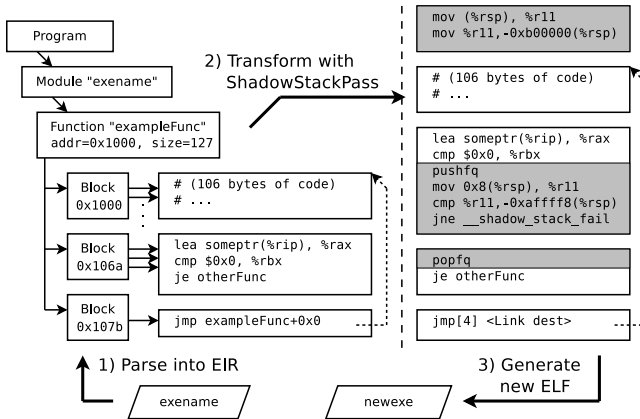 Program
Module "exename"
Function "exampleFunc"
addr=0x1000, size=127
Block
0x1000
# (106 bytes of code)
# ...
Block
0x106a
lea someptr(%rip), %rax
cmp $0x0, %rbx
je otherFunc
Block
0x107b
jmp exampleFunc+0x0
1) Parse into EIR
exename
2) Transform with
ShadowStackPass
mov (%rsp), %r11
mov %r11,-0xb00000(%rsp)
# (106 bytes of code)
# ...
lea someptr(%rip), %rax
cmp $0x0, %rbx
pushfq
mov 0x8(%rsp), %r11
cmp %r11,-0xaffff8(%rsp)
jne __shadow_stack_fail
popfq
je otherFunc
jmp[4] <Link dest>
3) Generate
new ELF
newexe